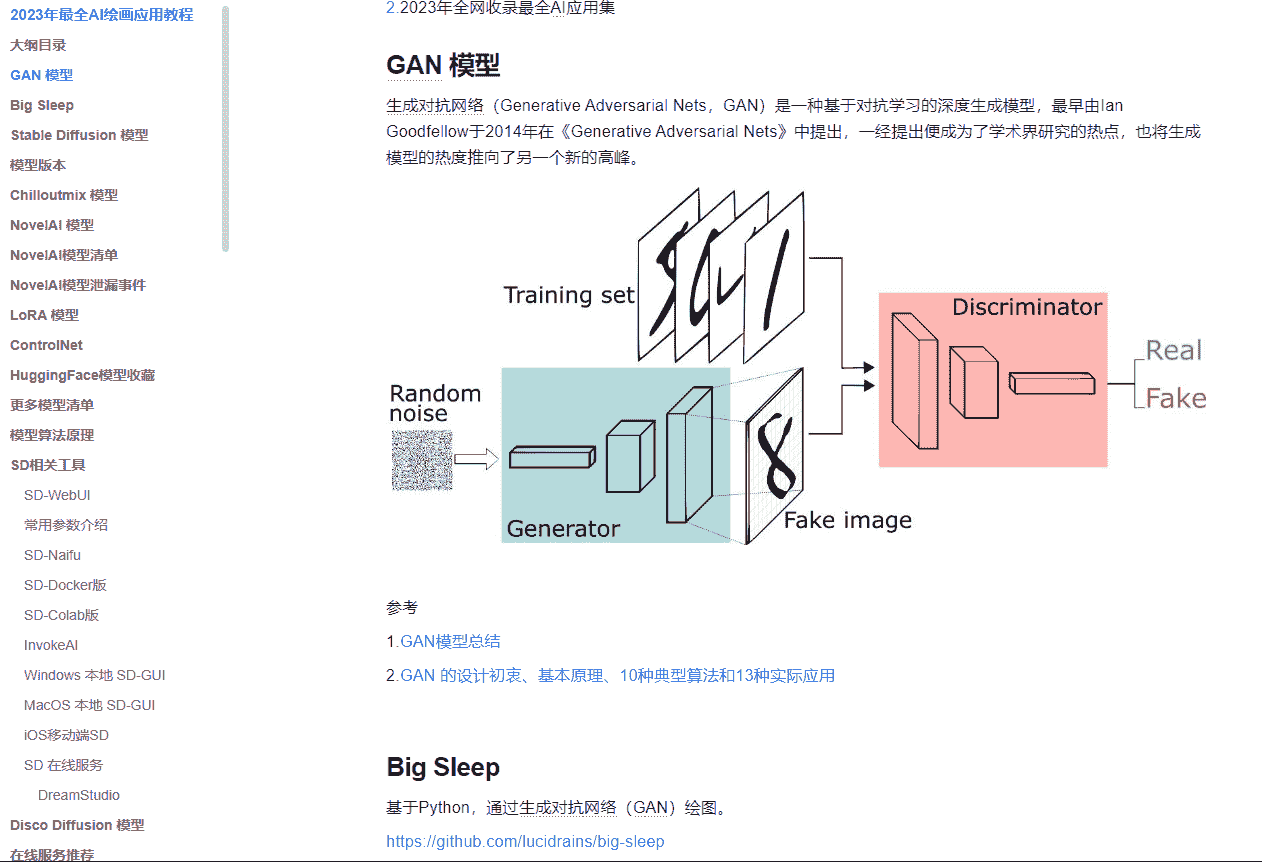 2023年最全AI绘画应用教程
大纲目录
GAN 模型
Big Sleep
Stable Diffusion 模型
模型版本
Chilloutmix 模型
NovelAI 模型
NovelAI模型清单
NovelAI模型泄漏事件
LoRA 模型
ControlNet
HuggingFace模型收藏
更多模型清单
模型算法原理
SD相关工具
SD-WebUI
常用参数介绍
SD-Naifu
SD-Docker版
SD-Colab版
InvokeAI
Windows 本地 SD-GUI
MacOS 本地 SD-GUI
iOS移动端SD
SD 在线服务
DreamStudio
Disco Diffusion 模型
在线服务推荐
2.2023年全网收录最全AI应用集
GAN 模型
生成对抗网络（Generative Adversarial Nets，GAN）是一种基于对抗学习的深度生成模型，最早由Ian
Goodfellow于2014年在《Generative Adversarial Nets》中提出，一经提出便成为了学术界研究的热点，也将生成
模型的热度推向了另一个新的高峰。
Training set
Discriminator
Real
Fake
Random
noise
8
Generator
Fake image
参考
1.GAN模型总结
2.GAN 的设计初衷、基本原理、10种典型算法和13种实际应用
Big Sleep
基于Python，通过生成对抗网络（GAN）绘图。
https://github.com/lucidrains/big-sleep